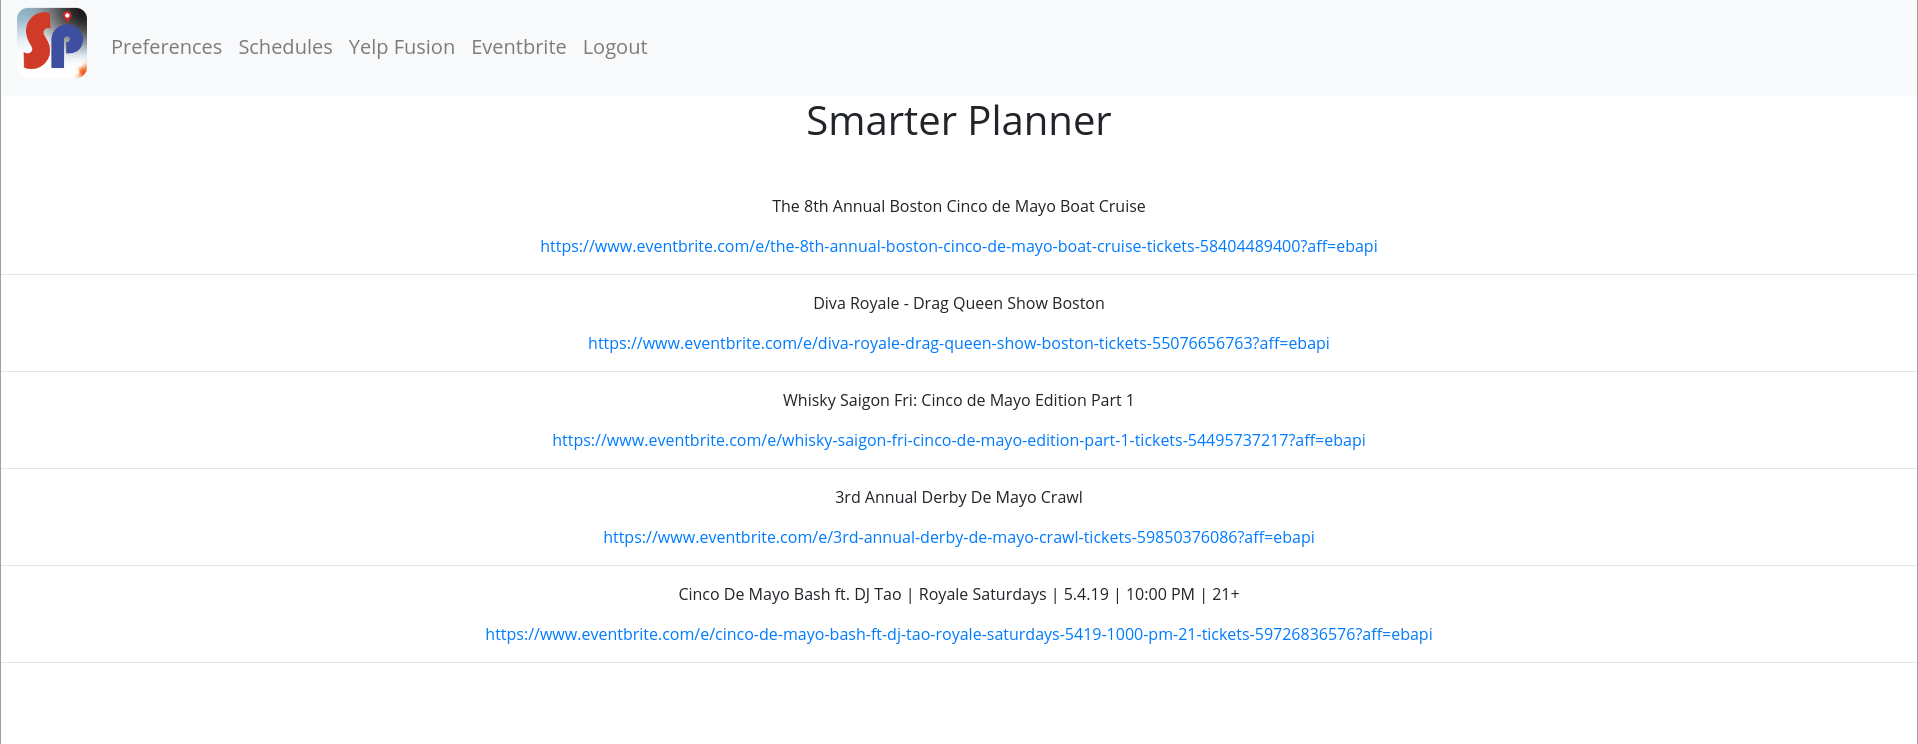 SP
Preferences Schedules Yelp Fusion Eventbrite Logout
Smarter Planner
The 8th Annual Boston Cinco de Mayo Boat Cruise
https://www.eventbrite.com/e/the-8th-annual-boston-cinco-de-mayo-boat-cruise-tickets-58404489400?aff=ebapi
Diva Royale - Drag Queen Show Boston
https://www.eventbrite.com/e/diva-royale-drag-queen-show-boston-tickets-55076656763?aff=ebapi
Whisky Saigon Fri: Cinco de Mayo Edition Part 1
https://www.eventbrite.com/e/whisky-saigon-fri-cinco-de-mayo-edition-part-1-tickets-54495737217?aff=ebapi
3rd Annual Derby De Mayo Crawl
https://www.eventbrite.com/e/3rd-annual-derby-de-mayo-crawl-tickets-59850376086?aff=ebapi
Cinco De Mayo Bash ft. DJ Tao | Royale Saturdays | 5.4.19 | 10:00 PM | 21+
https://www.eventbrite.com/e/cinco-de-mayo-bash-ft-dj-tao-royale-saturdays-5419-1000-pm-21-tickets-59726836576?aff=ebapi